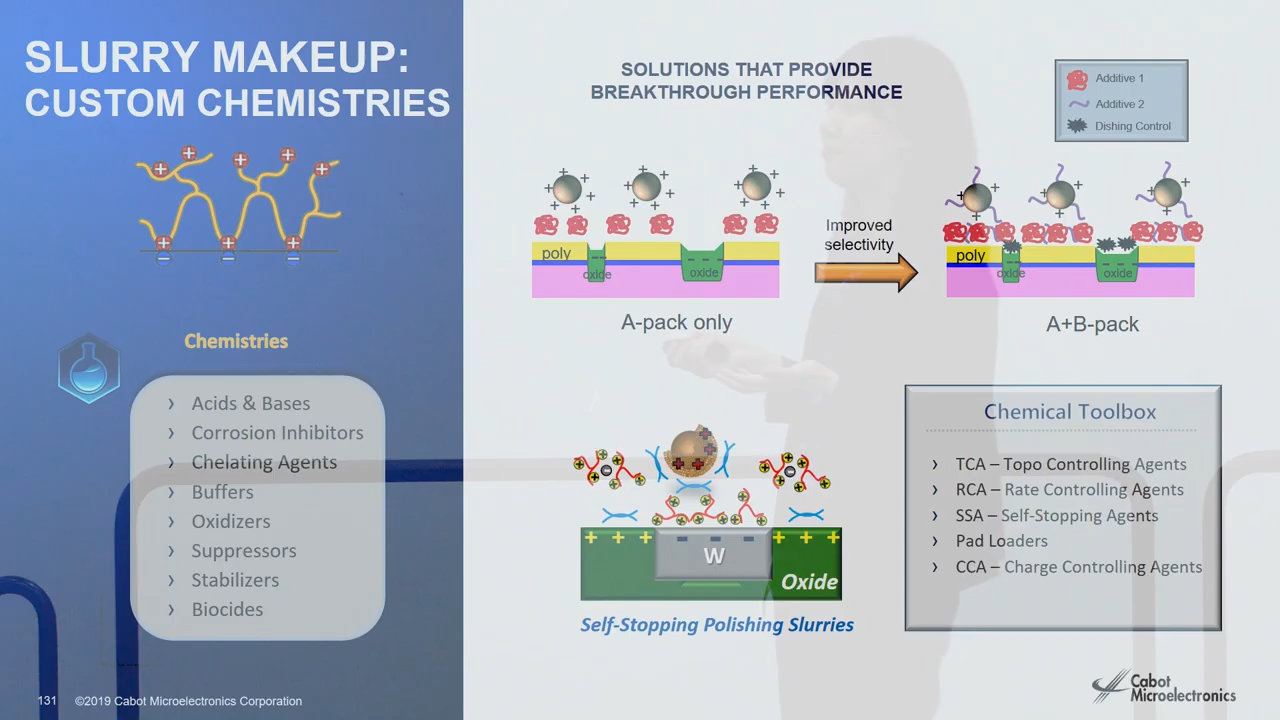 SLURRY MAKEUP:
CUSTOM CHEMISTRIES
Chemistries
› Acids & Bases
› Corrosion Inhibitors
› Chelating Agents
› Buffers
› Oxidizers
› Suppressors
› Stabilizers
› Biocides
131 ©2019 Cabot Microelectronics Corporation
SOLUTIONS THAT PROVIDE
BREAKTHROUGH PERFORMANCE
Additive 1
Additive 2
Dishing Control
poly
oxide
oxide
A-pack only
Improved
selectivity
poly
oxide
oxide
A+B-pack
W
Oxide
Self-Stopping Polishing Slurries
Chemical Toolbox
› TCA – Topo Controlling Agents
› RCA – Rate Controlling Agents
› SSA – Self-Stopping Agents
› Pad Loaders
› CCA – Charge Controlling Agents
Cabot
Microelectronics